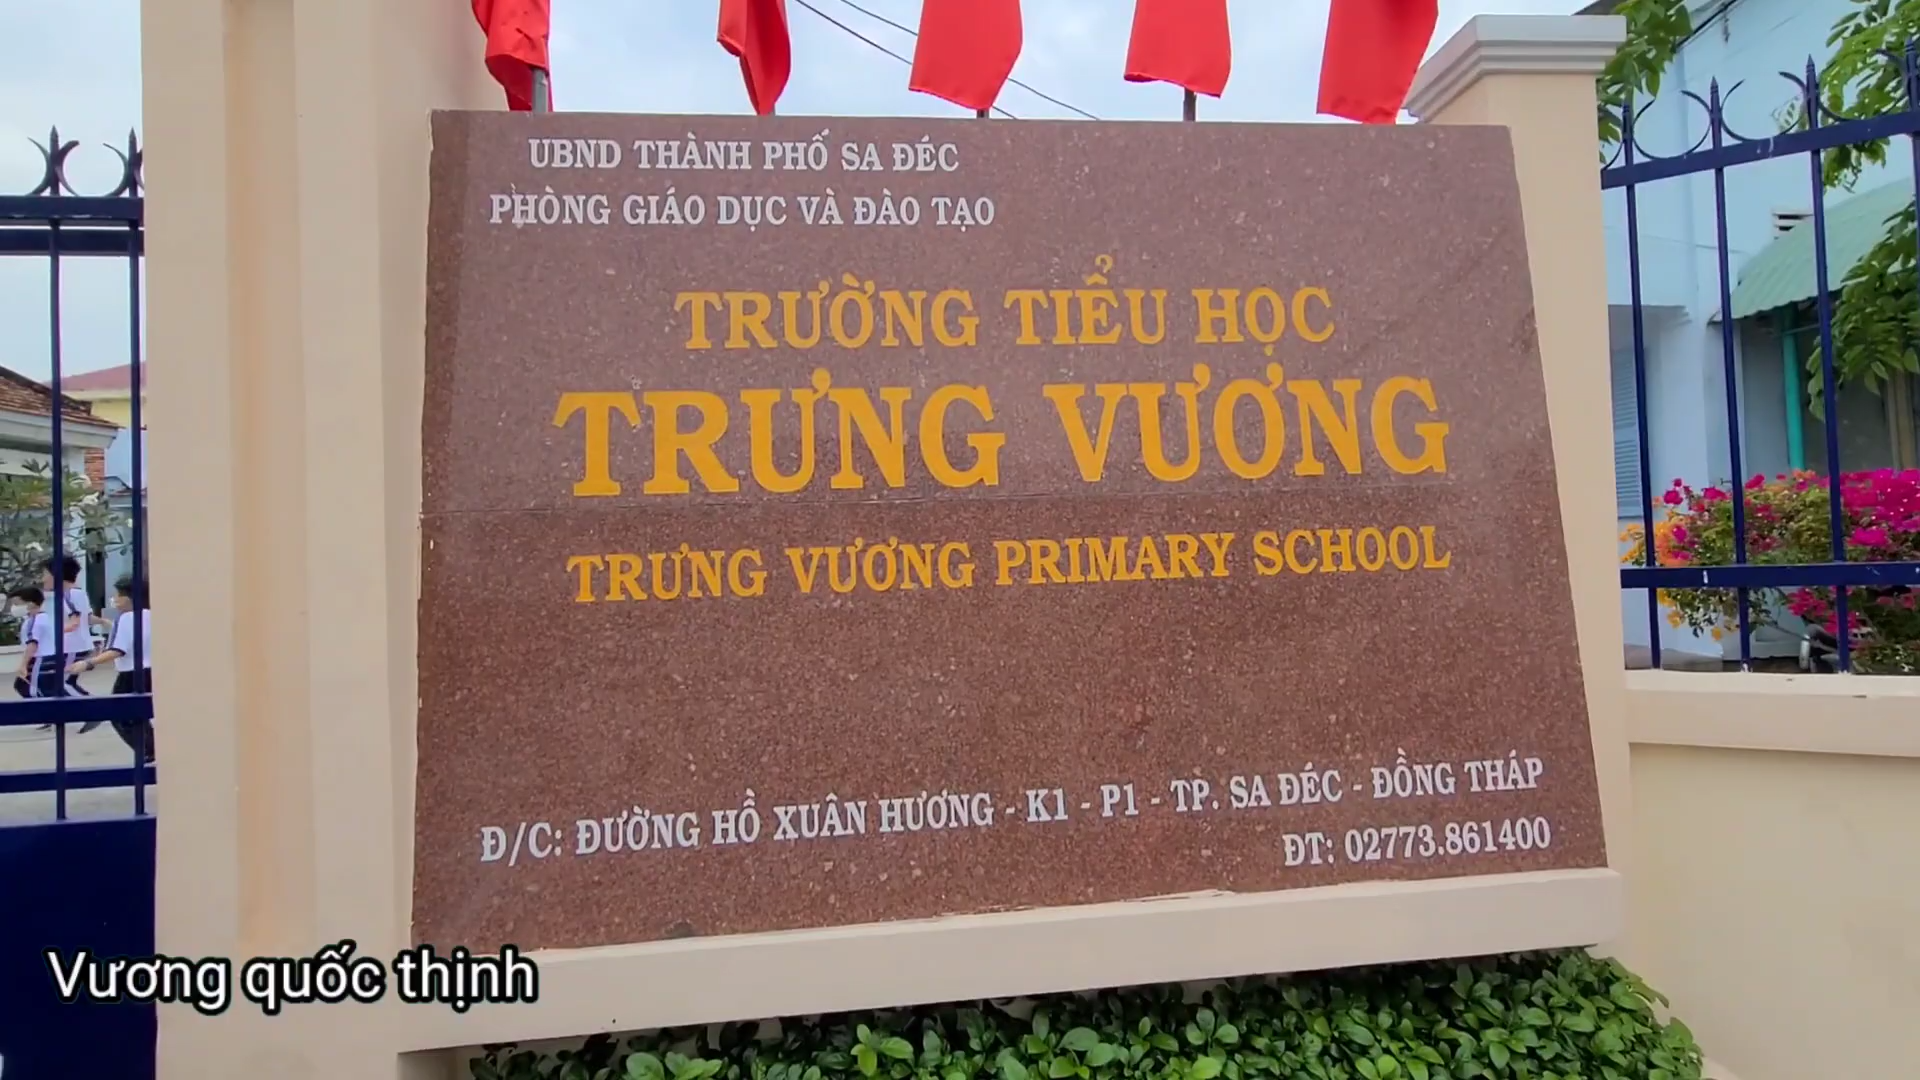 UBND THÀNH PHỐ SA ĐÉC
PHÒNG GIÁO DỤC VÀ ĐÀO TẠO
TRƯỜNG TIỂU HỌC
TRƯNG VƯƠNG
TRƯNG VƯƠNG PRIMARY SCHOOL
Đ/C: ĐƯỜNG HỒ XUÂN HƯƠNG - K1 - P1 - TP. SA ĐÉC - ĐỒNG THÁP
ĐT: 02773.861400
Vương quốc thịnh